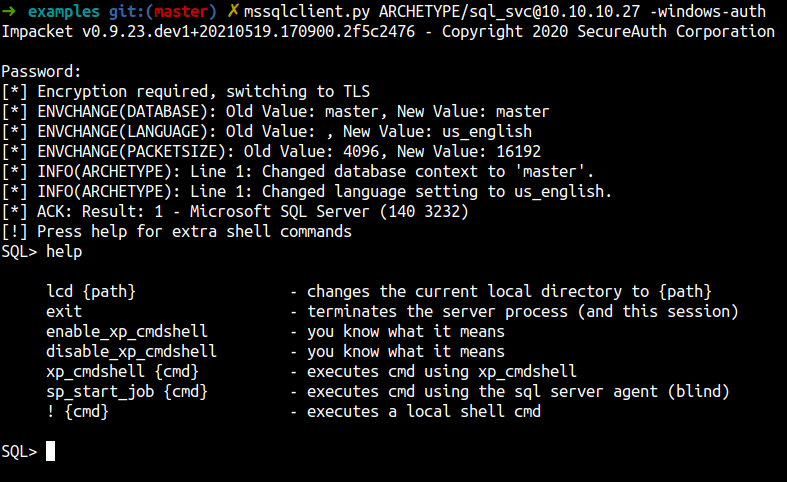 ➜ examples git:(master) ✗ mssqlclient.py ARCHETYPE/sql_svc@10.10.10.27 -windows-auth
Impacket v0.9.23.dev1+20210519.170900.2f5c2476 - Copyright 2020 SecureAuth Corporation
Password:
[*] Encryption required, switching to TLS
[*] ENVCHANGE(DATABASE): Old Value: master, New Value: master
[*] ENVCHANGE(LANGUAGE): Old Value: , New Value: us_english
[*] ENVCHANGE(PACKETSIZE): Old Value: 4096, New Value: 16192
[*] INFO(ARCHETYPE): Line 1: Changed database context to 'master'.
[*] INFO(ARCHETYPE): Line 1: Changed language setting to us_english.
[*] ACK: Result: 1 - Microsoft SQL Server (140 3232)
[!] Press help for extra shell commands
SQL> help
lcd {path} - changes the current local directory to {path}
exit - terminates the server process (and this session)
enable_xp_cmdshell - you know what it means
disable_xp_cmdshell - you know what it means
xp_cmdshell {cmd} - executes cmd using xp_cmdshell
sp_start_job {cmd} - executes cmd using the sql server agent (blind)
! {cmd} - executes a local shell cmd
SQL>